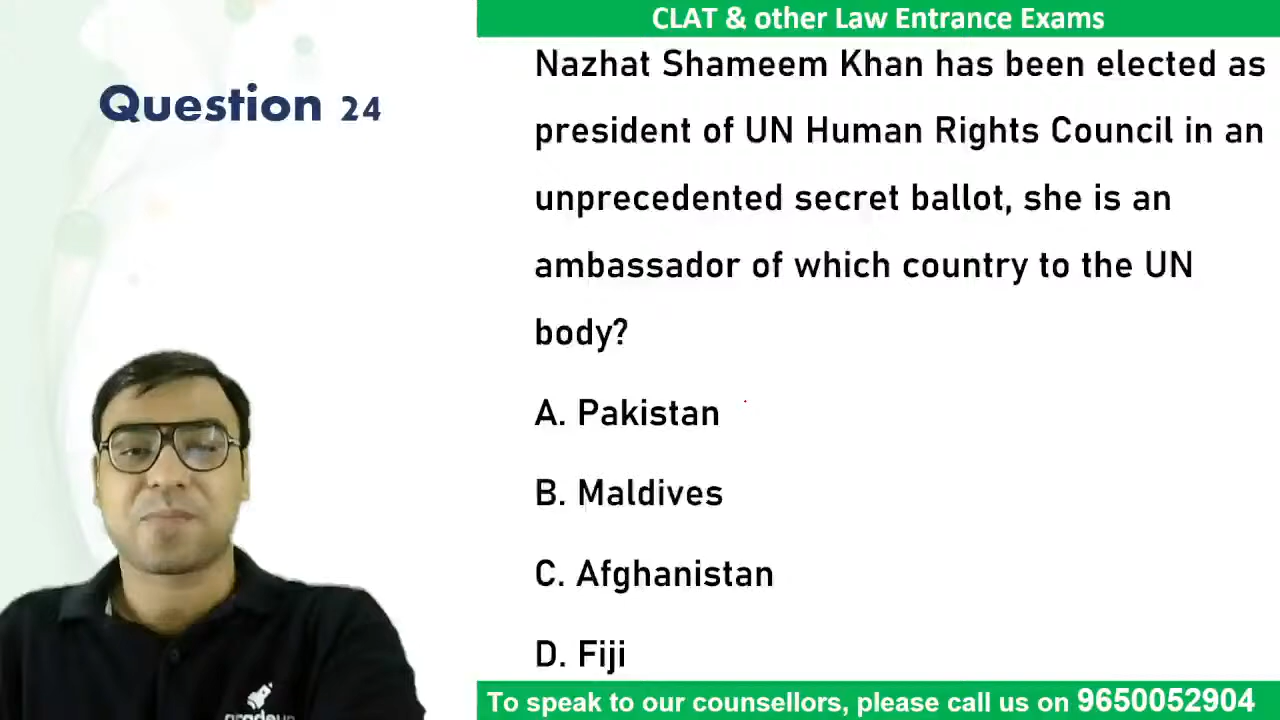 CLAT & other Law Entrance Exams
Question 24
Nazhat Shameem Khan has been elected as
president of UN Human Rights Council in an
unprecedented secret ballot, she is an
ambassador of which country to the UN
body?
A. Pakistan
B. Maldives
C. Afghanistan
D. Fiji
To speak to our counsellors, please call us on 9650052904